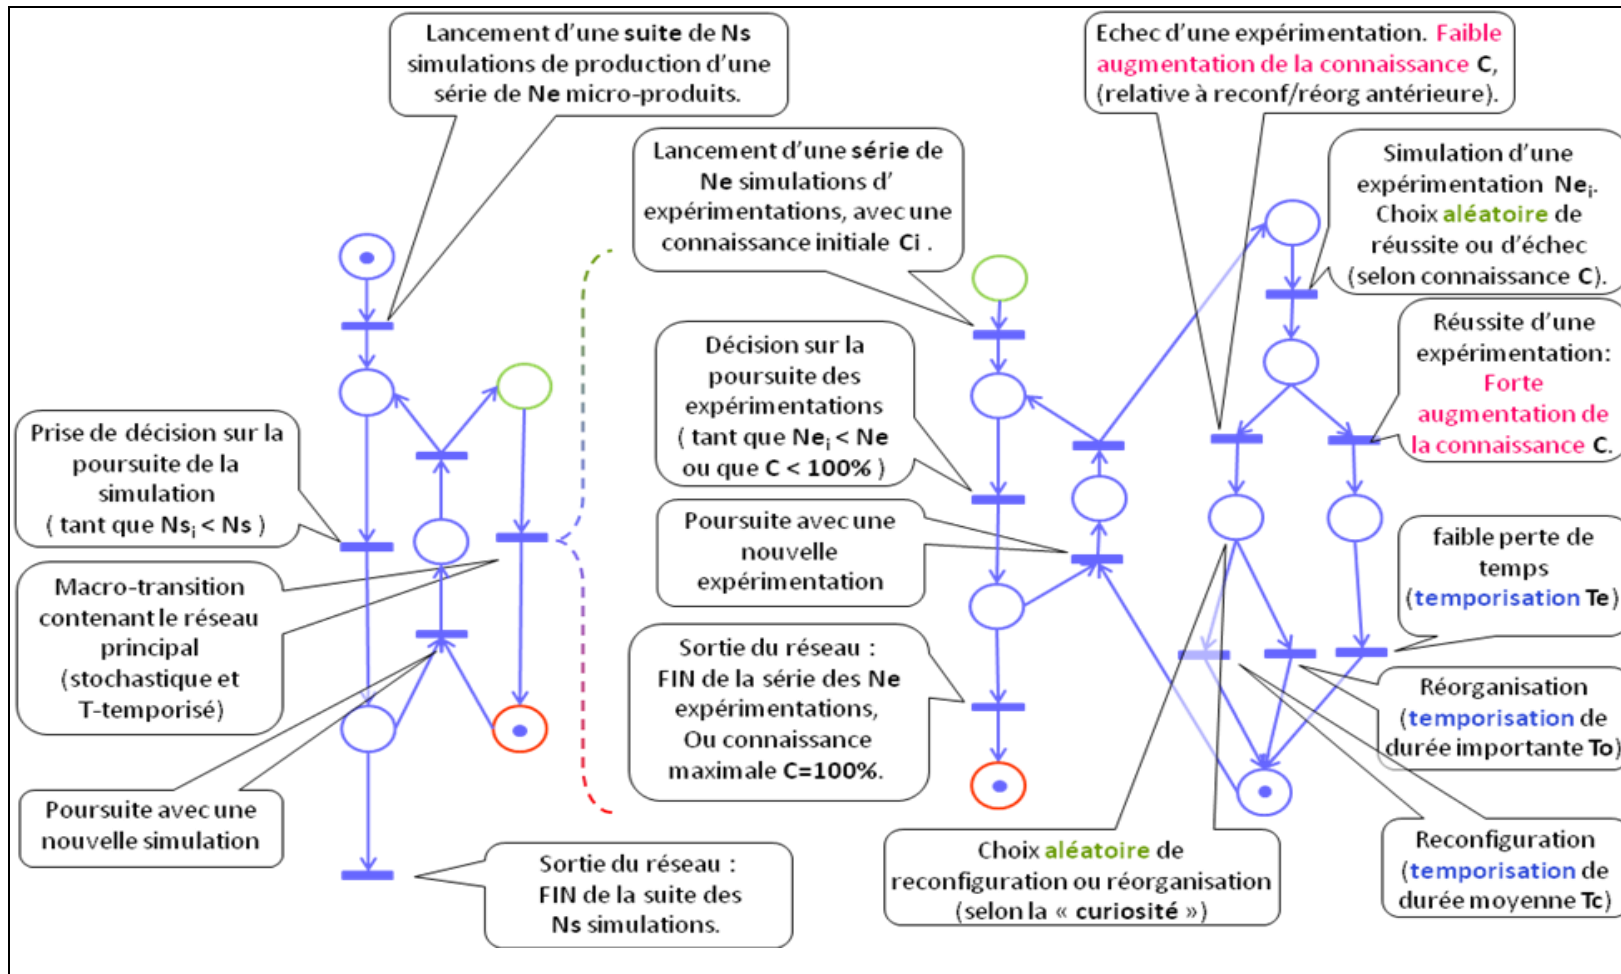 Lancement d'une suite de Ns
simulations de production d'une
série de Ne micro-produits.
Echec d'une expérimentation. Faible
augmentation de la connaissance C,
(relative à reconf/réorg antérieure).
Lancement d'une série de
Ne simulations d'
expérimentations, avec une
connaissance initiale Ci .
Simulation d'une
expérimentation Nei.
Choix aléatoire de
réussite ou d'échec
(selon connaissance C).
Décision sur la
poursuite des
expérimentations
( tant que Nei < Ne
ou que C < 100% )
Réussite d'une
expérimentation:
Forte
augmentation de
la connaissance C.
Prise de décision sur la
poursuite de la
simulation
( tant que Nsi < Ns )
Poursuite avec une
nouvelle
expérimentation
faible perte de
temps
(temporisation Te)
Macro-transition
contenant le réseau
principal
(stochastique et
T-temporisé)
Sortie du réseau :
FIN de la série des Ne
expérimentations,
Ou connaissance
maximale C=100%.
Réorganisation
(temporisation de
durée importante To)
Poursuite avec une
nouvelle simulation
Sortie du réseau :
FIN de la suite des
Ns simulations.
Choix aléatoire de
reconfiguration ou réorganisation
(selon la « curiosité »)
Reconfiguration
(temporisation de
durée moyenne Tc)